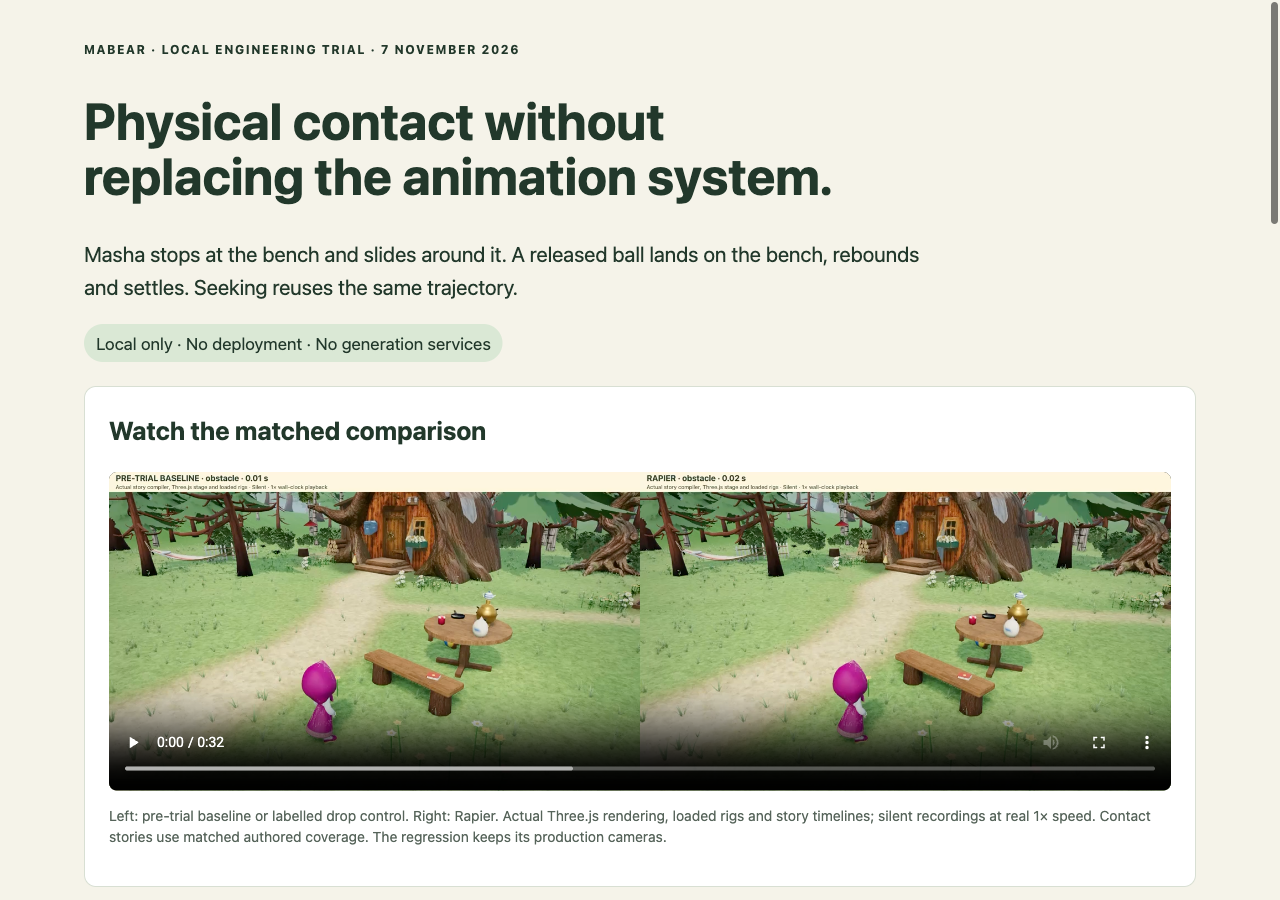 MABEAR · LOCAL ENGINEERING TRIAL · 7 NOVEMBER 2026
Physical contact without
replacing the animation system.
Masha stops at the bench and slides around it. A released ball lands on the bench, rebounds
and settles. Seeking reuses the same trajectory.
Local only · No deployment · No generation services
Watch the matched comparison
PRE-TRIAL BASELINE · obstacle · 0.01 s
Actual story compiler, Three.js stage and loaded rigs · Silent · 1x wall-clock playback
RAPIER · obstacle · 0.02 s
Actual story compiler, Three.js stage and loaded rigs · Silent · 1x wall-clock playback
0:00 / 0:32
Left: pre-trial baseline or labelled drop control. Right: Rapier. Actual Three.js rendering, loaded rigs and story timelines; silent recordings at real 1× speed. Contact
stories use matched authored coverage. The regression keeps its production cameras.